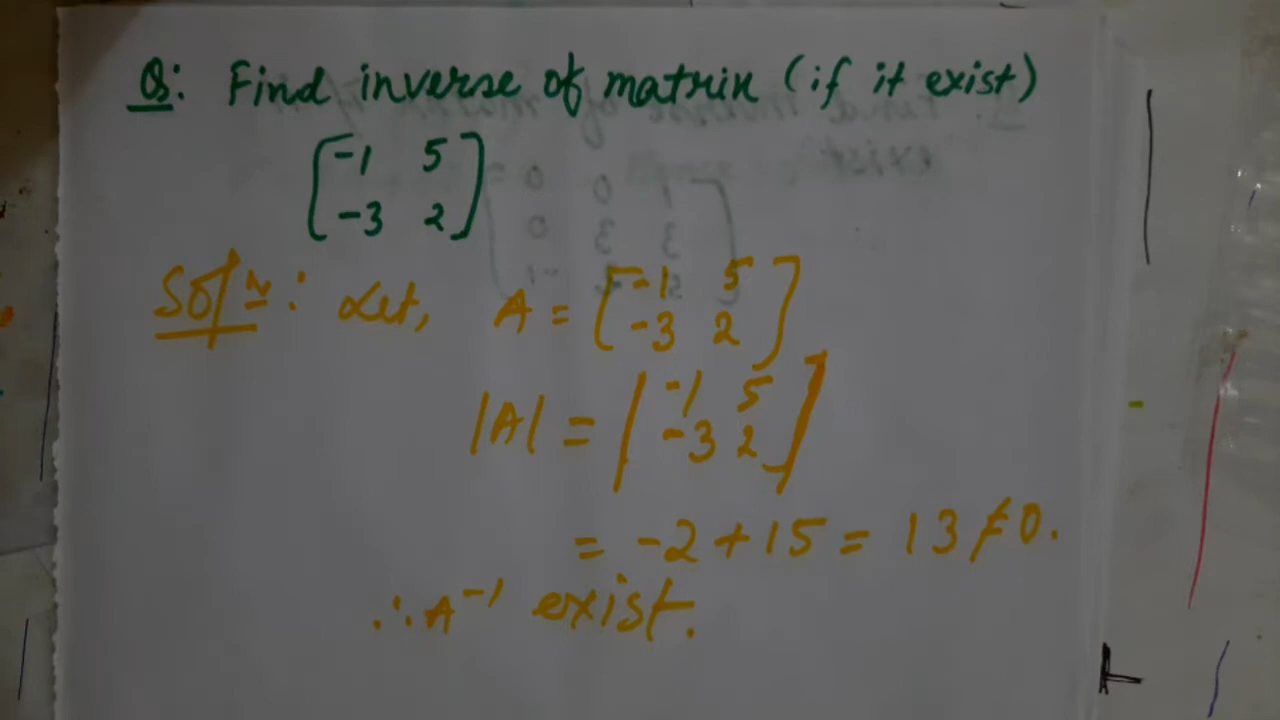 Q: Find inverse of matrix (if it exist)
[-1 5
-3 2]
Solⁿ: Let, A = [-1 5
-3 2]
|A| = |-1 5
-3 2|
= -2 + 15 = 13 ≠ 0.
∴ A⁻¹ exist.